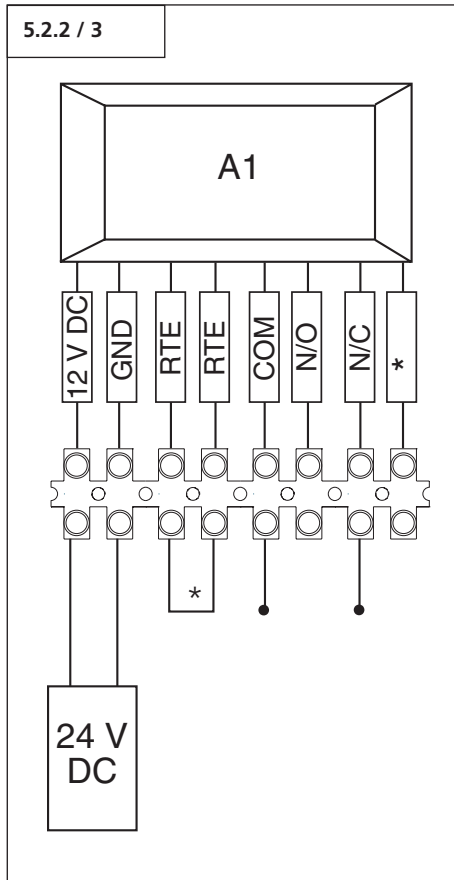 5.2.2 / 3
A1
12 V DC
GND
RTE
RTE
COM
N/O
N/C
*
*
24 V
DC